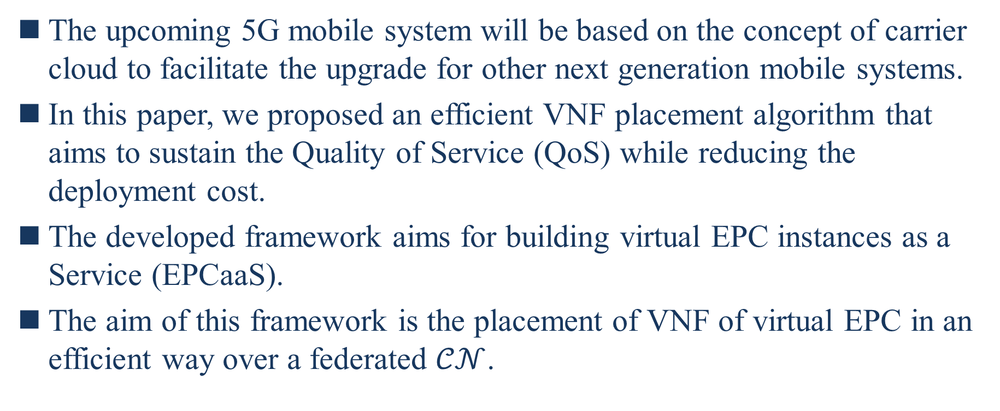 ■ The upcoming 5G mobile system will be based on the concept of carrier
cloud to facilitate the upgrade for other next generation mobile systems.
■ In this paper, we proposed an efficient VNF placement algorithm that
aims to sustain the Quality of Service (QoS) while reducing the
deployment cost.
■ The developed framework aims for building virtual EPC instances as a
Service (EPCaaS).
■ The aim of this framework is the placement of VNF of virtual EPC in an
efficient way over a federated 𝒞𝒩.